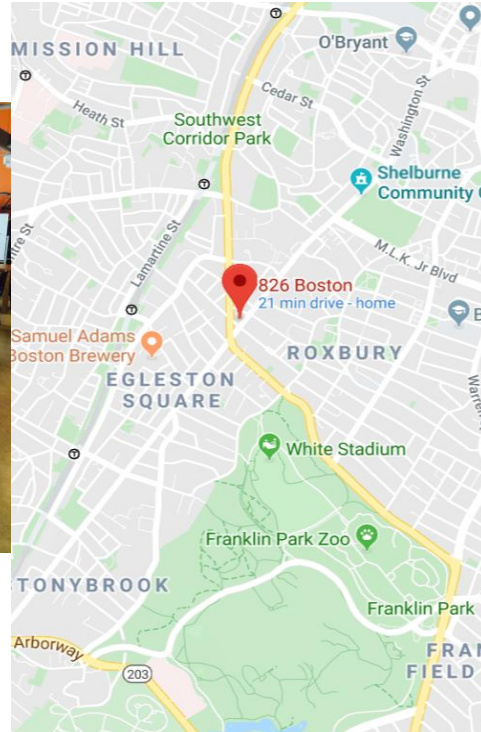 MISSION HILL
O'Bryant
Heath St
Cedar St
Washington St
Southwest
Corridor Park
Shelburne
Community
Lamartine St
M.L.K. Jr Blvd
826 Boston
21 min drive - home
Samuel Adams
Boston Brewery
ROXBURY
EGLESTON
SQUARE
White Stadium
Franklin Park Zoo
TONYBROOK
Franklin Park
Arborway
203
FRAN
FIELD